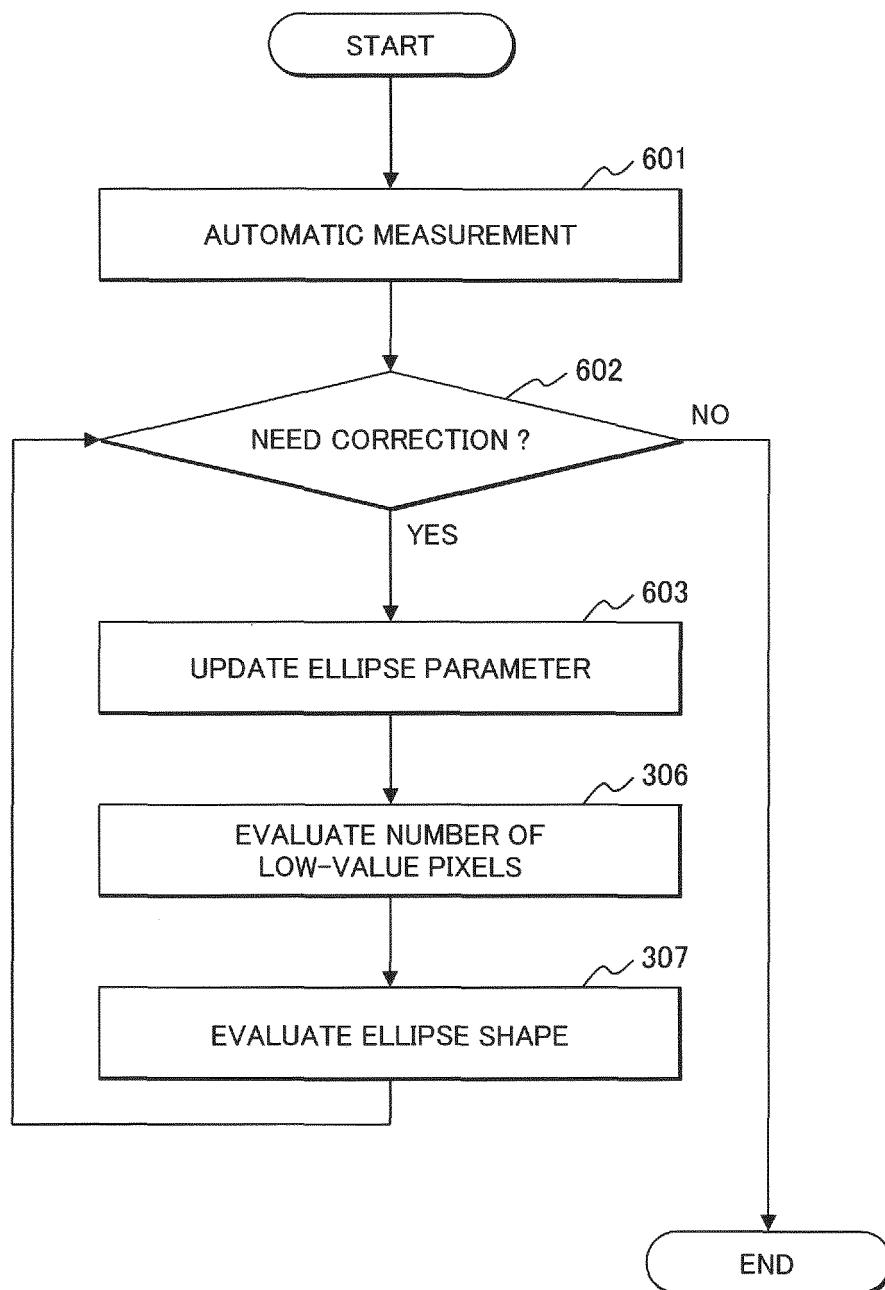 START
601
AUTOMATIC MEASUREMENT
602
NEED CORRECTION ?
NO
YES
603
UPDATE ELLIPSE PARAMETER
306
EVALUATE NUMBER OF
LOW-VALUE PIXELS
307
EVALUATE ELLIPSE SHAPE
END